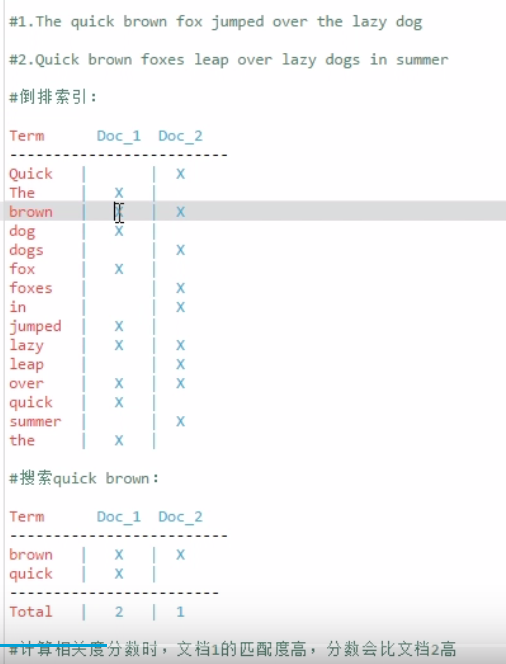 #1.The quick brown fox jumped over the lazy dog
#2.Quick brown foxes leap over lazy dogs in summer
#倒排索引:
Term Doc_1 Doc_2
-----------------------------
Quick | | X
The | X |
brown | X | X
dog | X |
dogs | | X
fox | X |
foxes | | X
in | | X
jumped | X |
lazy | X | X
leap | | X
over | X | X
quick | X |
summer | | X
the | X |
#搜索quick brown:
Term Doc_1 Doc_2
-----------------------------
brown | X | X
quick | X |
----------------------------
Total | 2 | 1
#计算相关度分数时，文档1的匹配度高，分数会比文档2高